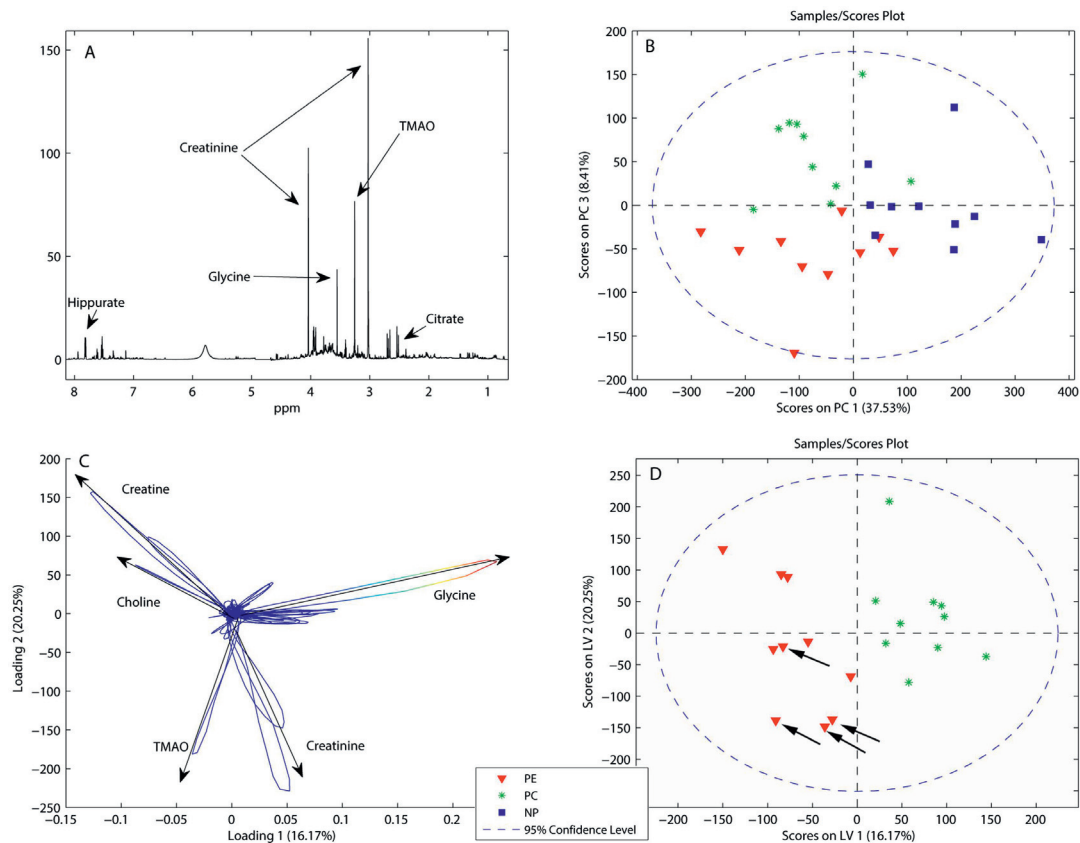 A
150
100
50
0
Creatinine
TMAO
Glycine
Hippurate
Citrate
8 7 6 5 4 3 2 1
ppm
Samples/Scores Plot
B
200
150
100
50
0
−50
−100
−150
−200
Scores on PC 3 (8.41%)
−400 −300 −200 −100 0 100 200 300 400
Scores on PC 1 (37.53%)
C
200
150
100
50
0
−50
−100
−150
−200
−250
Loading 2 (20.25%)
Creatine
Choline
Glycine
TMAO
Creatinine
−0.15 −0.1 −0.05 0 0.05 0.1 0.15 0.2
Loading 1 (16.17%)
Samples/Scores Plot
D
250
200
150
100
50
0
−50
−100
−150
−200
−250
Scores on LV 2 (20.25%)
−200 −150 −100 −50 0 50 100 150 200
Scores on LV 1 (16.17%)
PE
PC
NP
95% Confidence Level